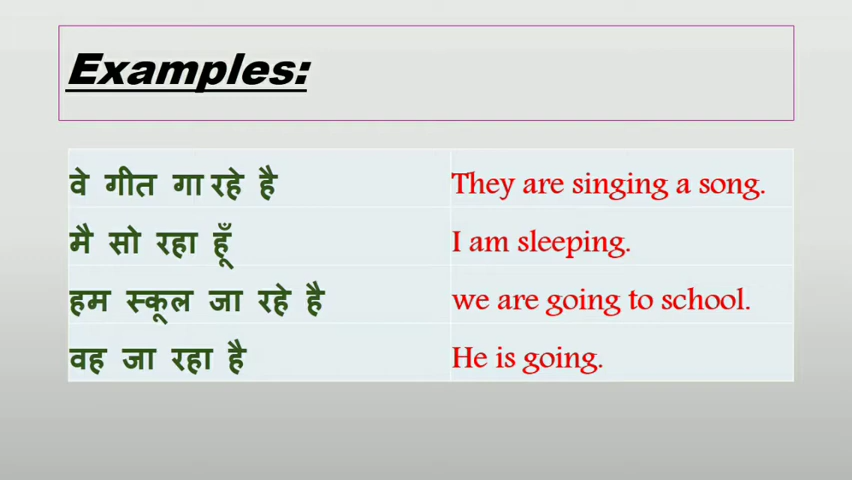 Examples:
वे गीत गा रहे है
They are singing a song.
मै सो रहा हूँ
I am sleeping.
हम स्कूल जा रहे है
we are going to school.
वह जा रहा है
He is going.